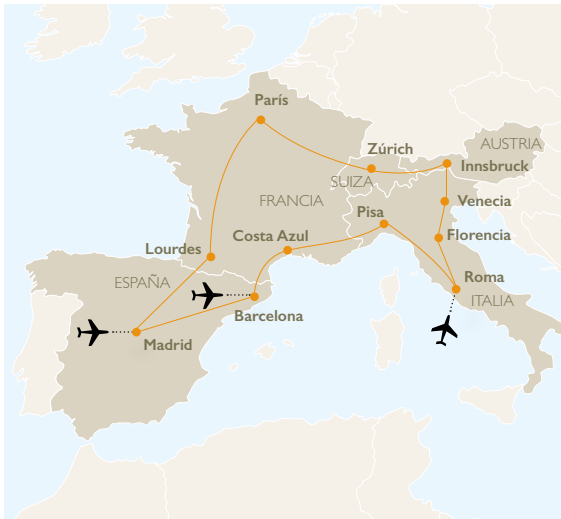 París
Zúrich
AUSTRIA
Innsbruck
SUIZA
FRANCIA
Venecia
Pisa
Costa Azul
Florencia
Lourdes
ESPAÑA
Roma
ITALIA
Barcelona
Madrid